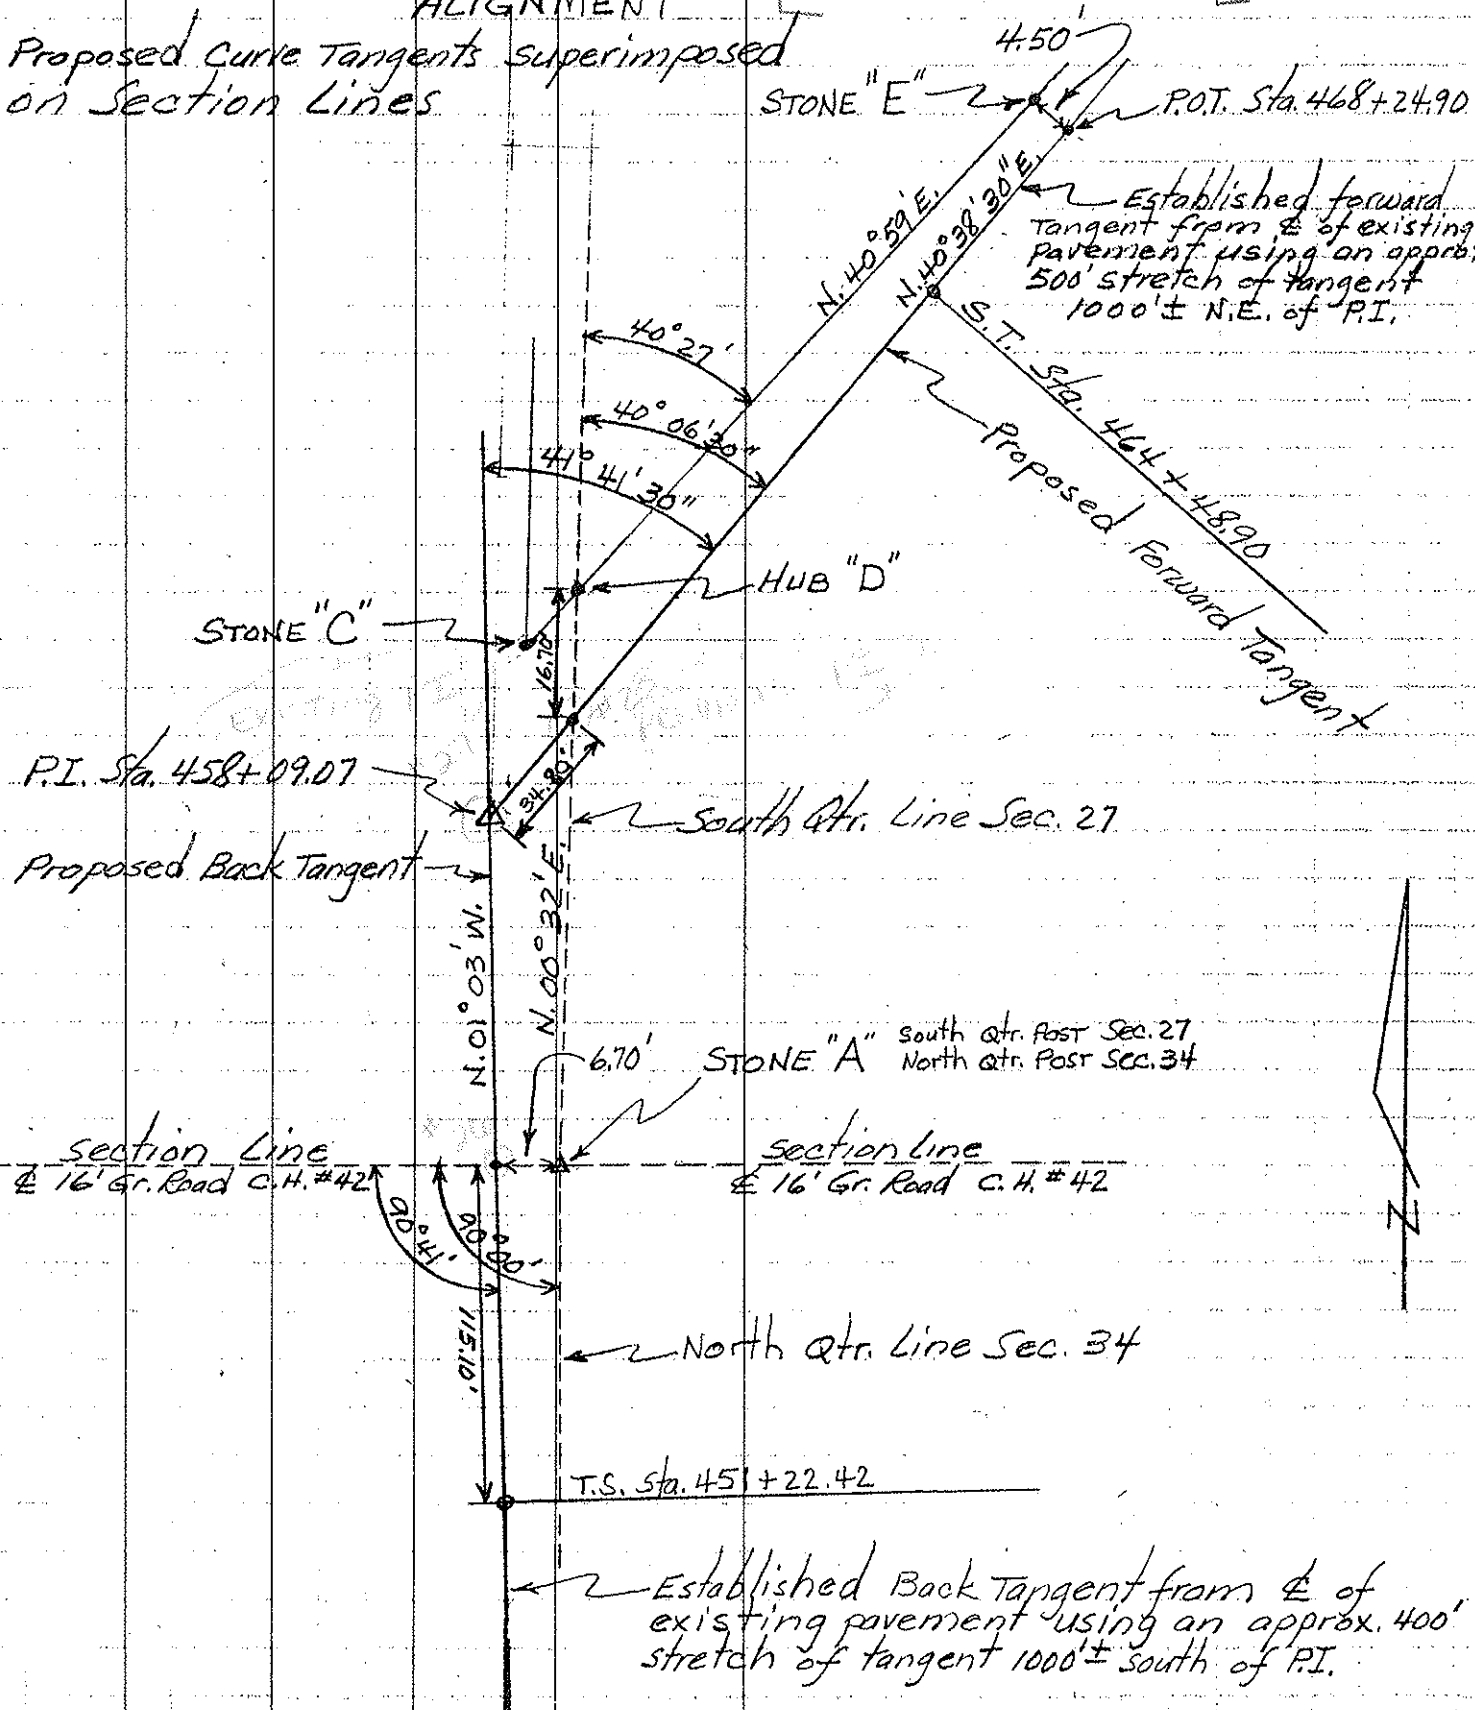 ALIGNMENT
Proposed Curve Tangents superimposed
on Section Lines
4.50'
STONE "E"
P.O.T. Sta. 468+24.90
N. 40° 59' E.
N. 40° 38' 30" E.
Established forward
Tangent from ℄ of existing
pavement using an approx.
500' stretch of tangent
1000'± N.E. of P.I.
S.T. Sta. 464+48.90
Proposed Forward Tangent
40° 27'
40° 06' 30"
41° 41' 30"
HUB "D"
STONE "C"
16.70'
P.I. Sta. 458+09.07
34.80'
South Qtr. Line Sec. 27
Proposed Back Tangent
N. 01° 03' W.
N. 00° 32' E.
6.70'
STONE "A" South Qtr. Post Sec. 27
North Qtr. Post Sec. 34
Section Line
℄ 16' Gr. Road C.H. #42
Section Line
℄ 16' Gr. Road C.H. #42
90° 41'
90° 00'
115.10'
North Qtr. Line Sec. 34
N
T.S. Sta. 451+22.42
Established Back Tangent from ℄ of
existing pavement using an approx. 400'
stretch of tangent 1000'± South of P.I.